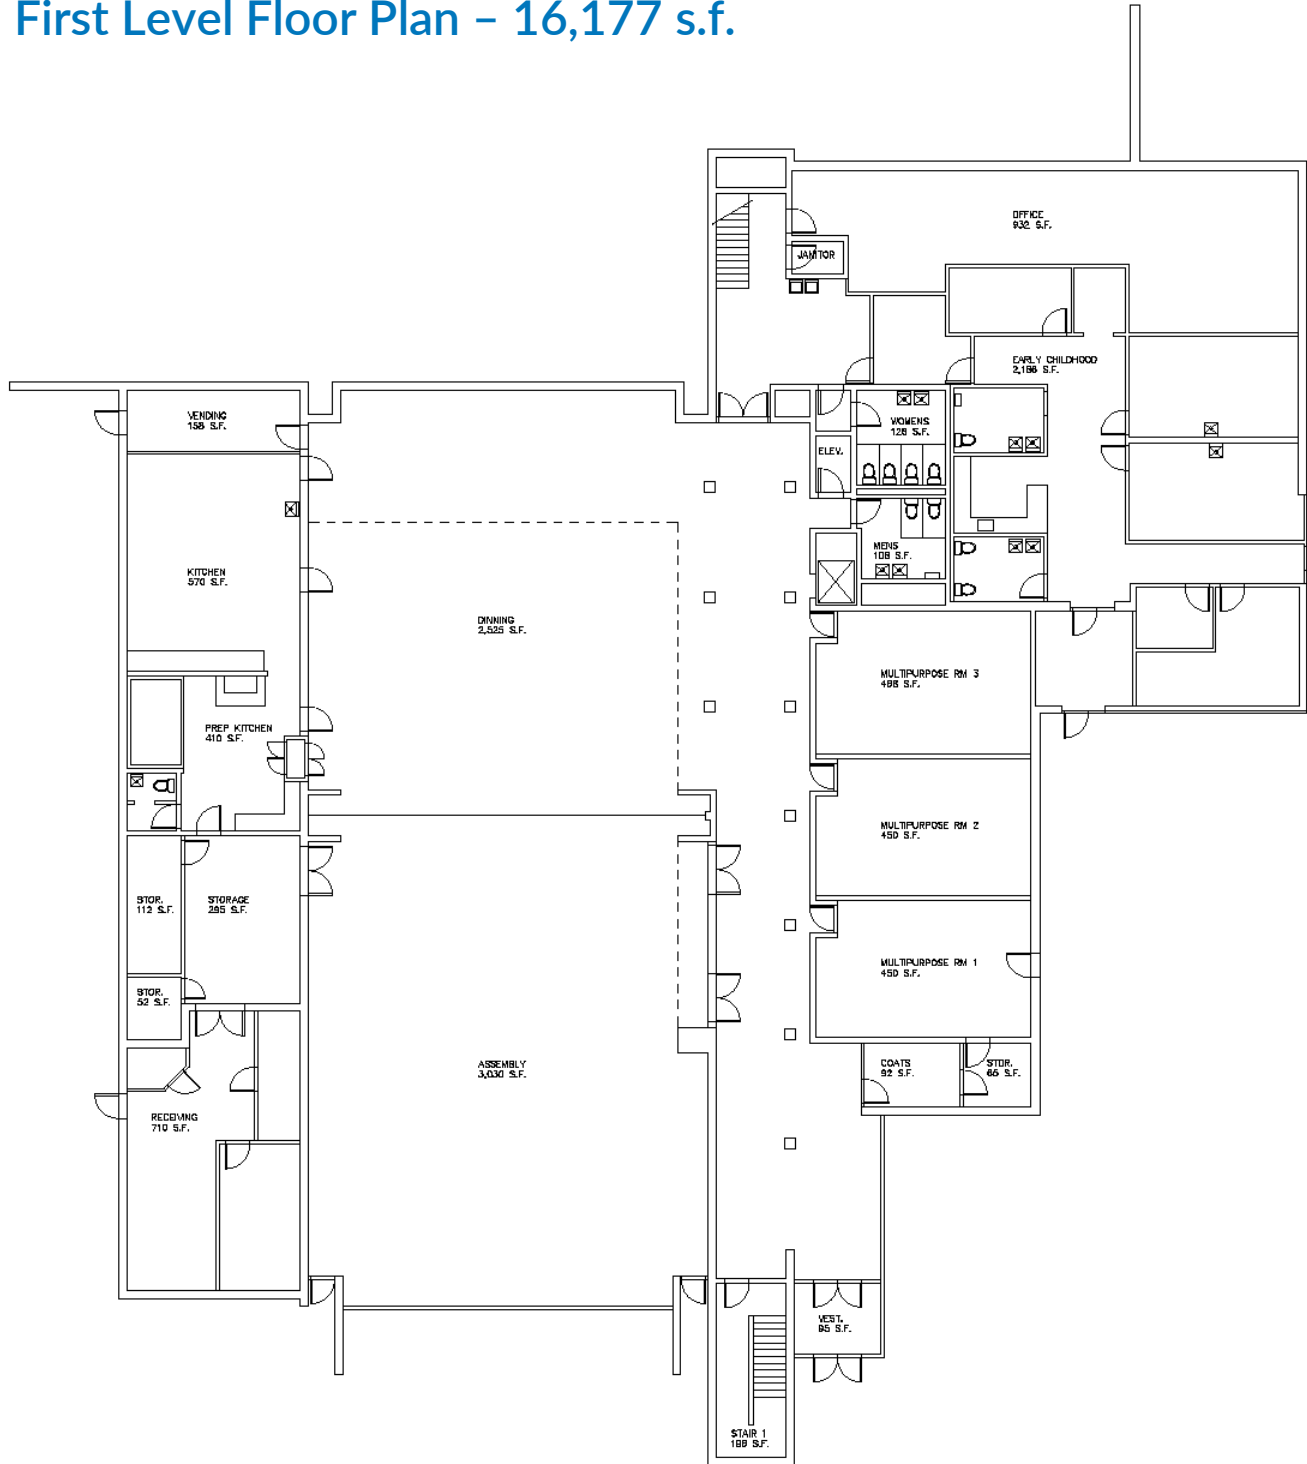 First Level Floor Plan – 16,177 s.f.
OFFICE
932 S.F.
JANITOR
EARLY CHILDHOOD
2,186 S.F.
VENDING
158 S.F.
WOMENS
128 S.F.
ELEV.
MENS
108 S.F.
KITCHEN
570 S.F.
DINNING
2,525 S.F.
MULTIPURPOSE RM 3
498 S.F.
PREP KITCHEN
410 S.F.
MULTIPURPOSE RM 2
450 S.F.
STOR.
112 S.F.
STORAGE
295 S.F.
MULTIPURPOSE RM 1
450 S.F.
STOR.
52 S.F.
ASSEMBLY
3,030 S.F.
COATS
92 S.F.
STOR.
65 S.F.
RECEIVING
710 S.F.
VEST.
95 S.F.
STAIR 1
188 S.F.